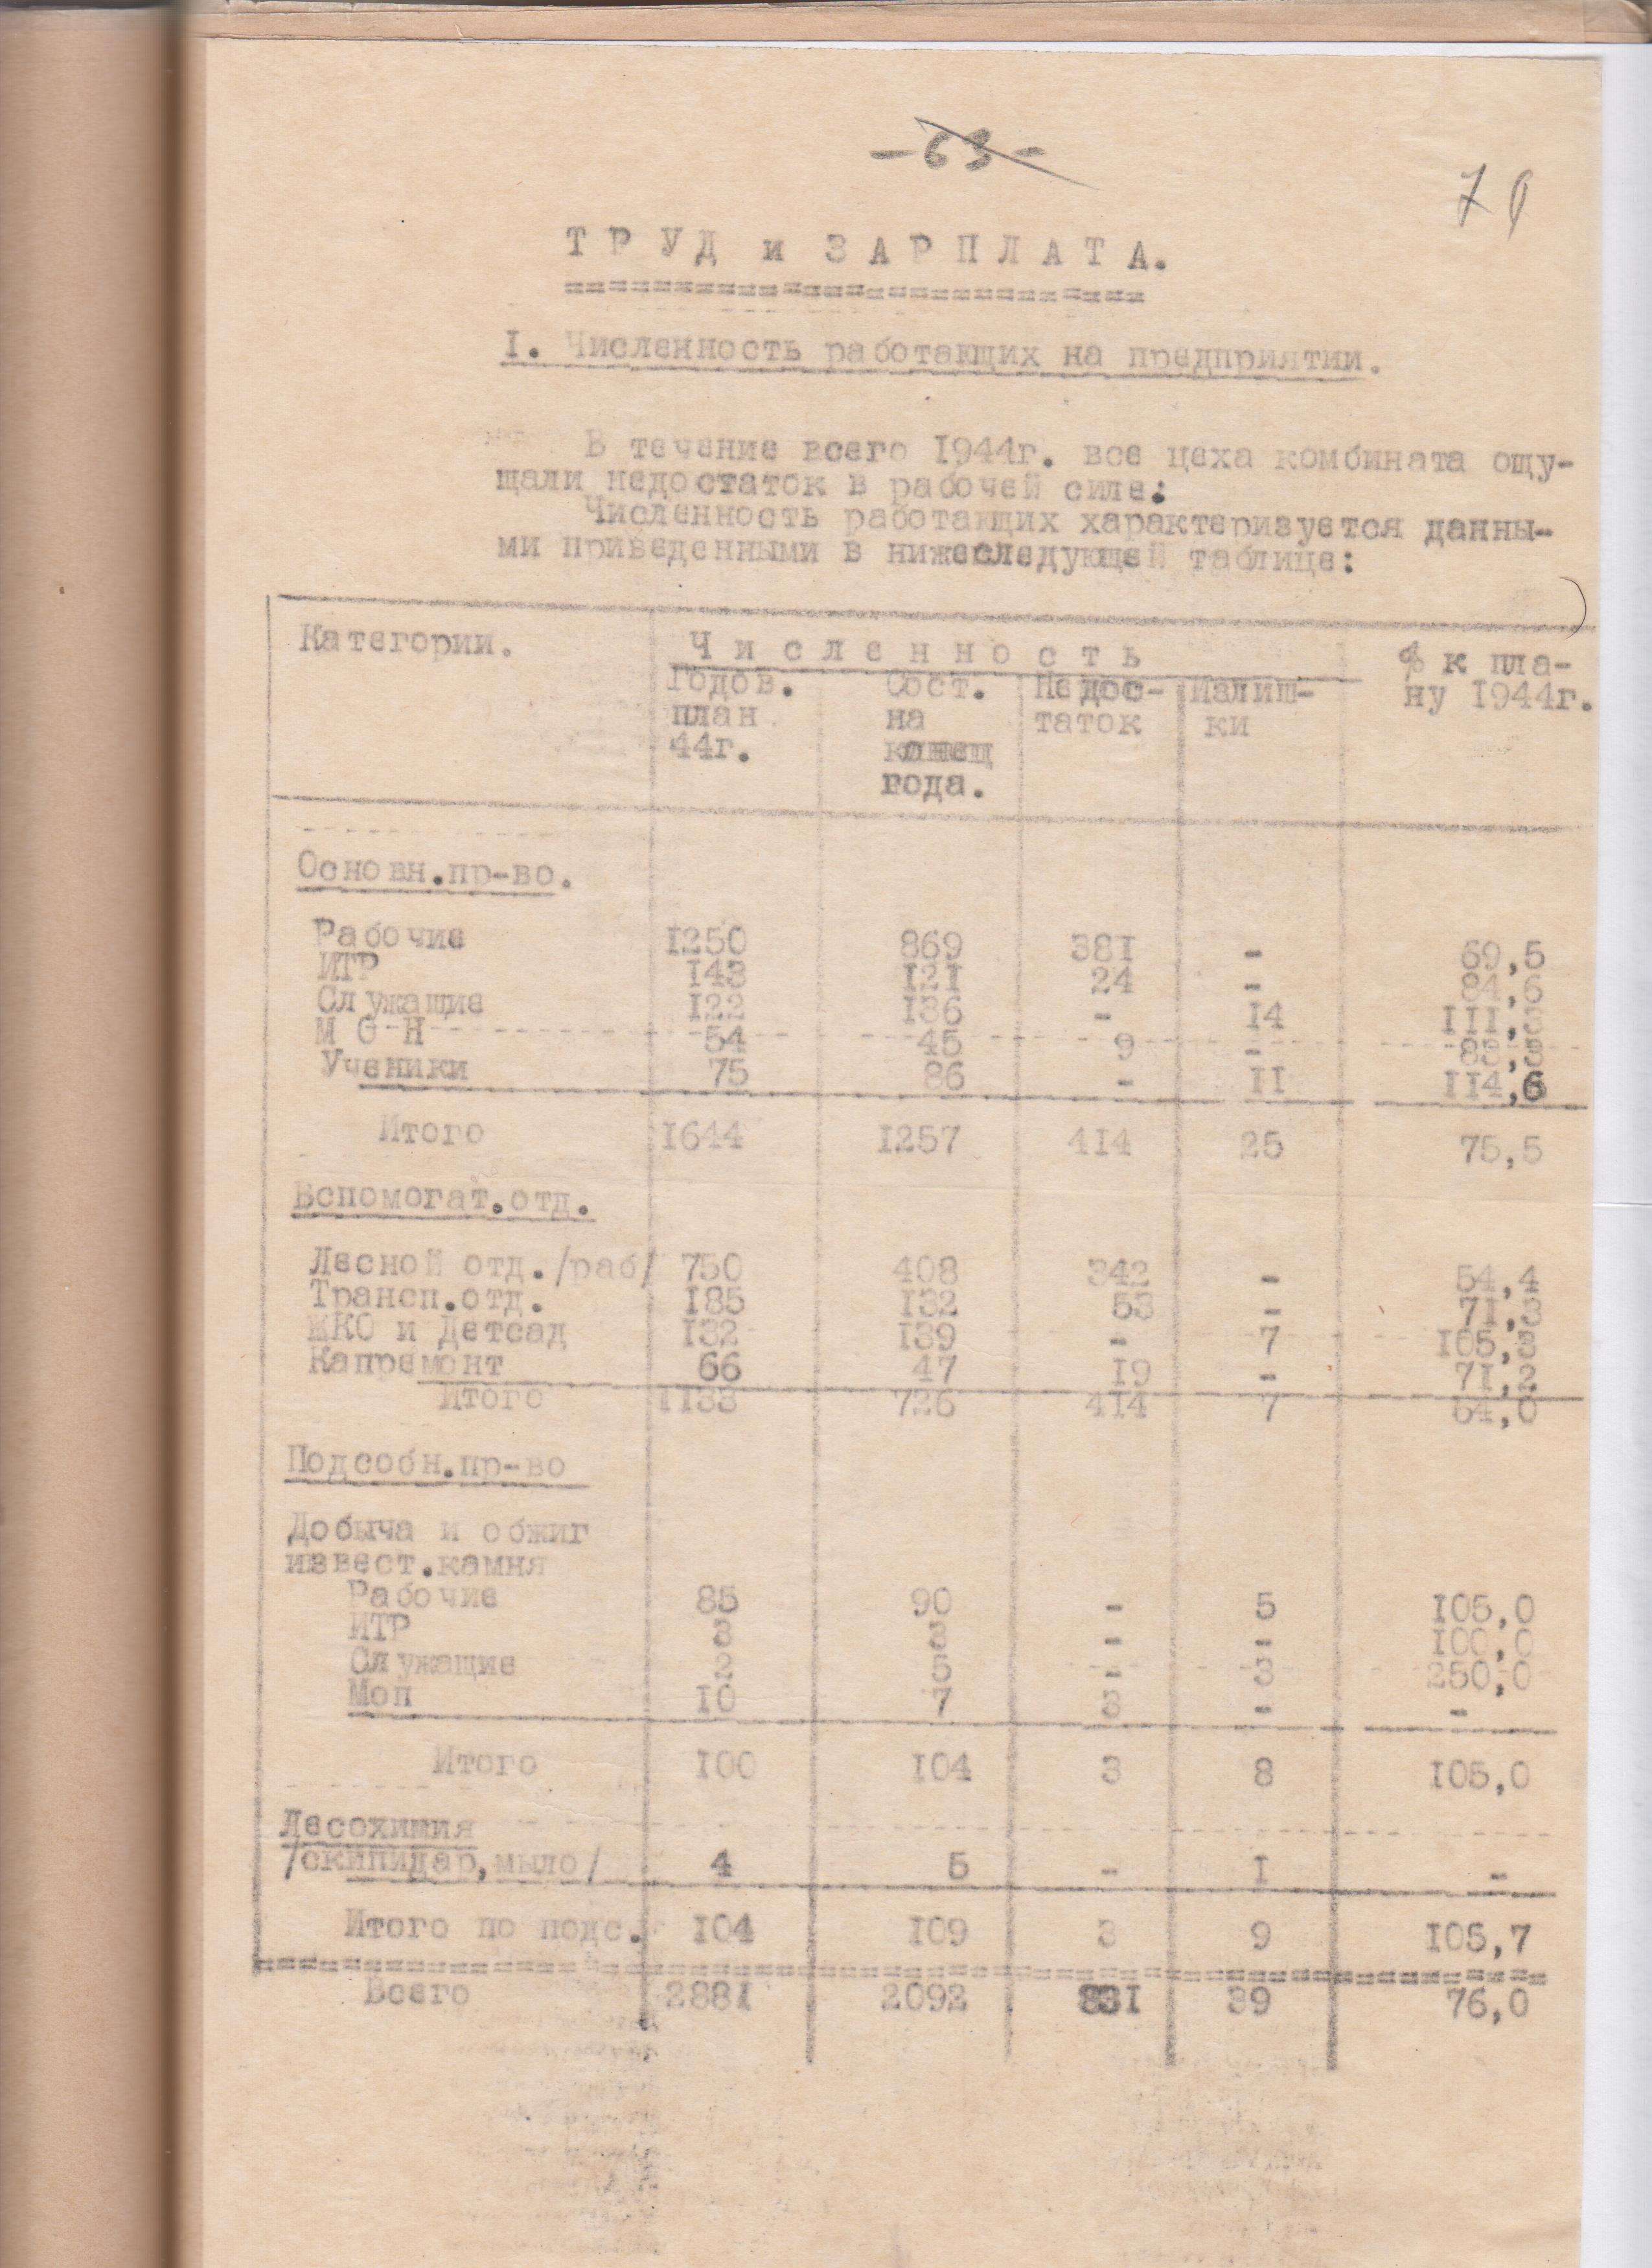 -63-
ТРУД и ЗАРПЛАТА.
I. Численность работающих на предприятии.
В течение всего 1944г. все цеха комбината ощу-
щали недостаток в рабочей силе:
Численность работающих характеризуется данны-
ми приведенными в нижеследующей таблице:
Категории. Численность % к пла-
ну 1944г.
Годов. Сост. Недос- Излиш-
план на таток ки
44г. конец
года.
Основн.пр-во.
Рабочие 1250 869 381 - 69,5
ИТР 143 121 24 - 84,6
Служащие 122 136 - 14 111,3
М О Н 54 45 9 - 83,3
Ученики 75 86 - 11 114,6
Итого 1644 1257 414 25 75,5
Вспомогат.отд.
Лесной отд./раб/ 750 408 342 - 54,4
Трансп.отд. 185 132 53 - 71,3
ЖКО и Детсад 132 139 - 7 105,3
Капремонт 66 47 19 - 71,2
Итого 1133 726 414 7 64,0
Подсобн.пр-во
Добыча и обжиг
извест.камня
Рабочие 85 90 - 5 105,0
ИТР 3 3 - - 100,0
Служащие 2 5 - 3 250,0
Моп 10 7 3 - -
Итого 100 104 3 8 105,0
Лесохимия
/скипидар,мыло/ 4 5 - 1 -
Итого по подс. 104 109 3 9 105,7
Всего 2881 2092 831 39 76,0